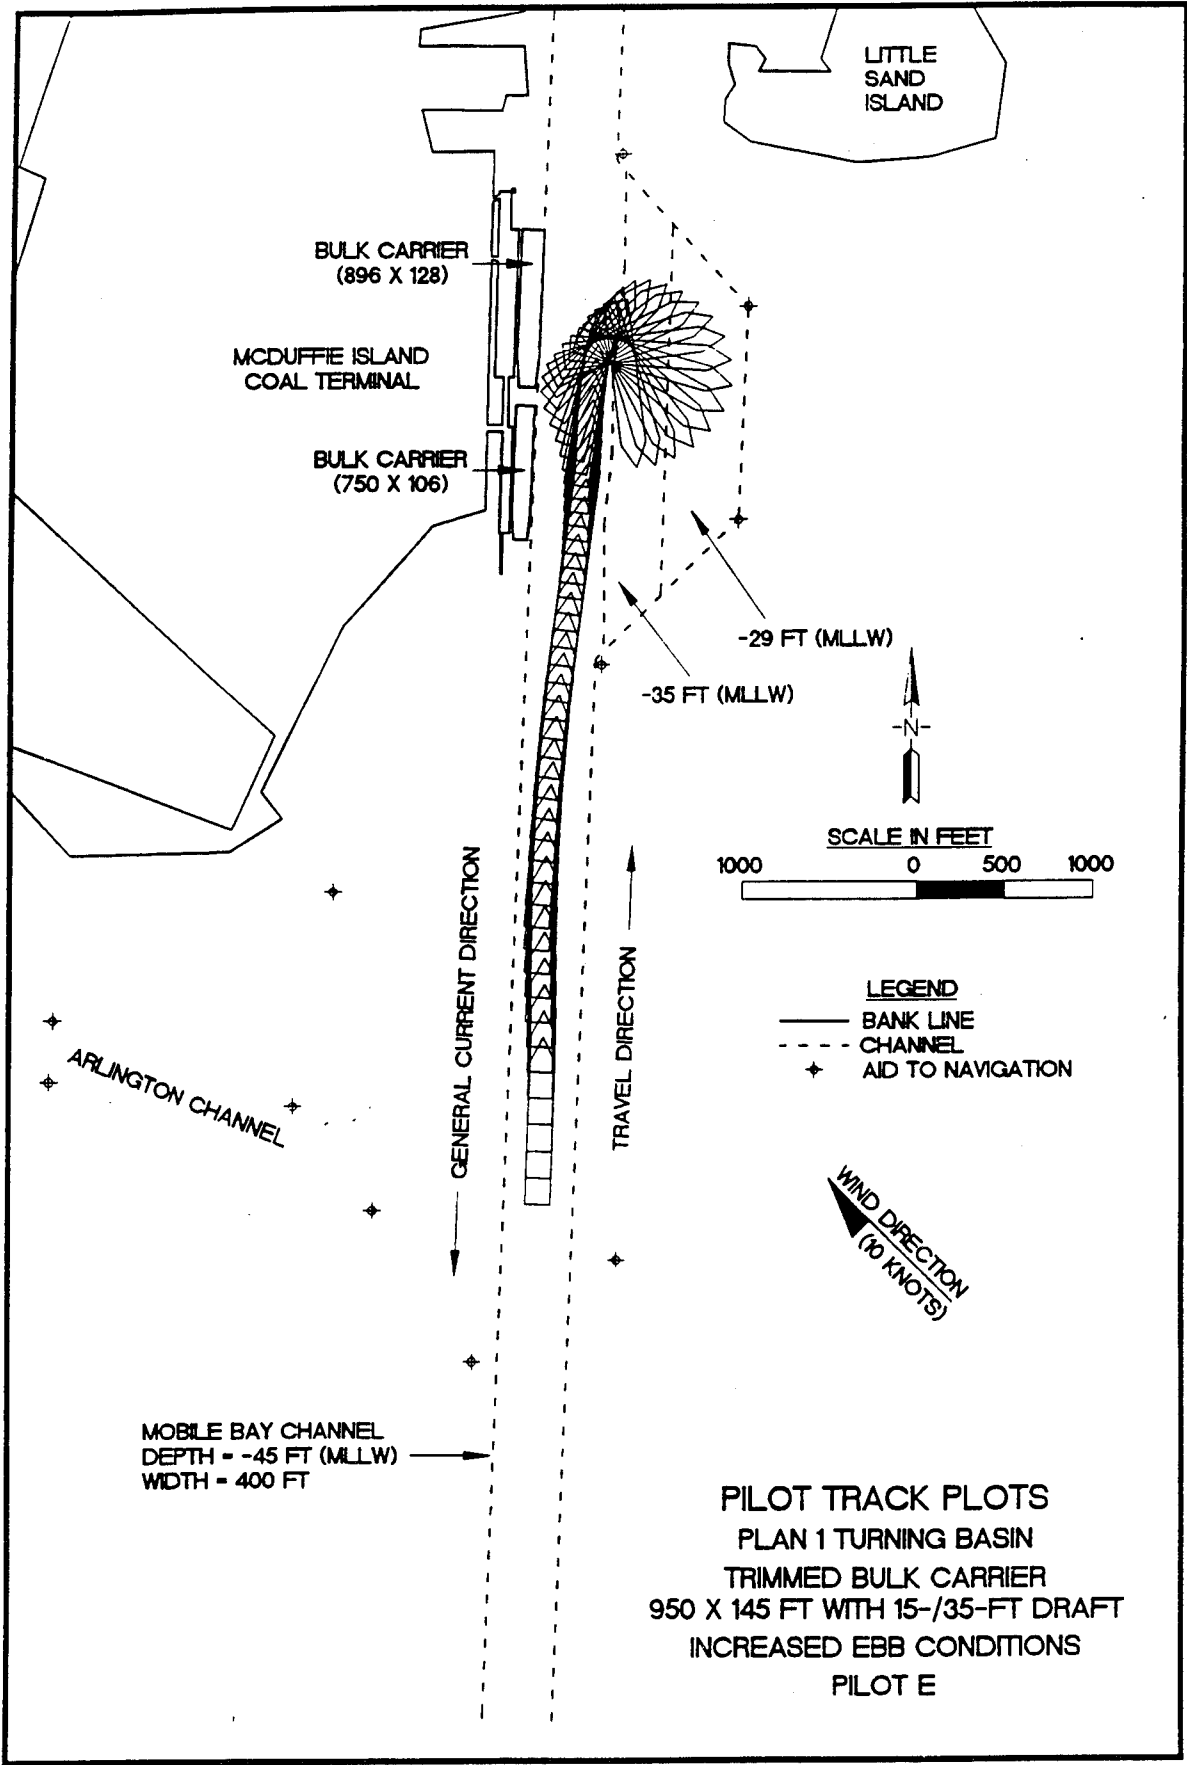 LITTLE
SAND
ISLAND
BULK CARRIER
(896 X 128)
MCDUFFIE ISLAND
COAL TERMINAL
BULK CARRIER
(750 X 106)
-29 FT (MLLW)
-35 FT (MLLW)
-N-
SCALE IN FEET
1000 0 500 1000
GENERAL CURRENT DIRECTION
TRAVEL DIRECTION
LEGEND
BANK LINE
CHANNEL
AID TO NAVIGATION
ARLINGTON CHANNEL
WIND DIRECTION
(10 KNOTS)
MOBILE BAY CHANNEL
DEPTH = -45 FT (MLLW)
WIDTH = 400 FT
PILOT TRACK PLOTS
PLAN 1 TURNING BASIN
TRIMMED BULK CARRIER
950 X 145 FT WITH 15-/35-FT DRAFT
INCREASED EBB CONDITIONS
PILOT E